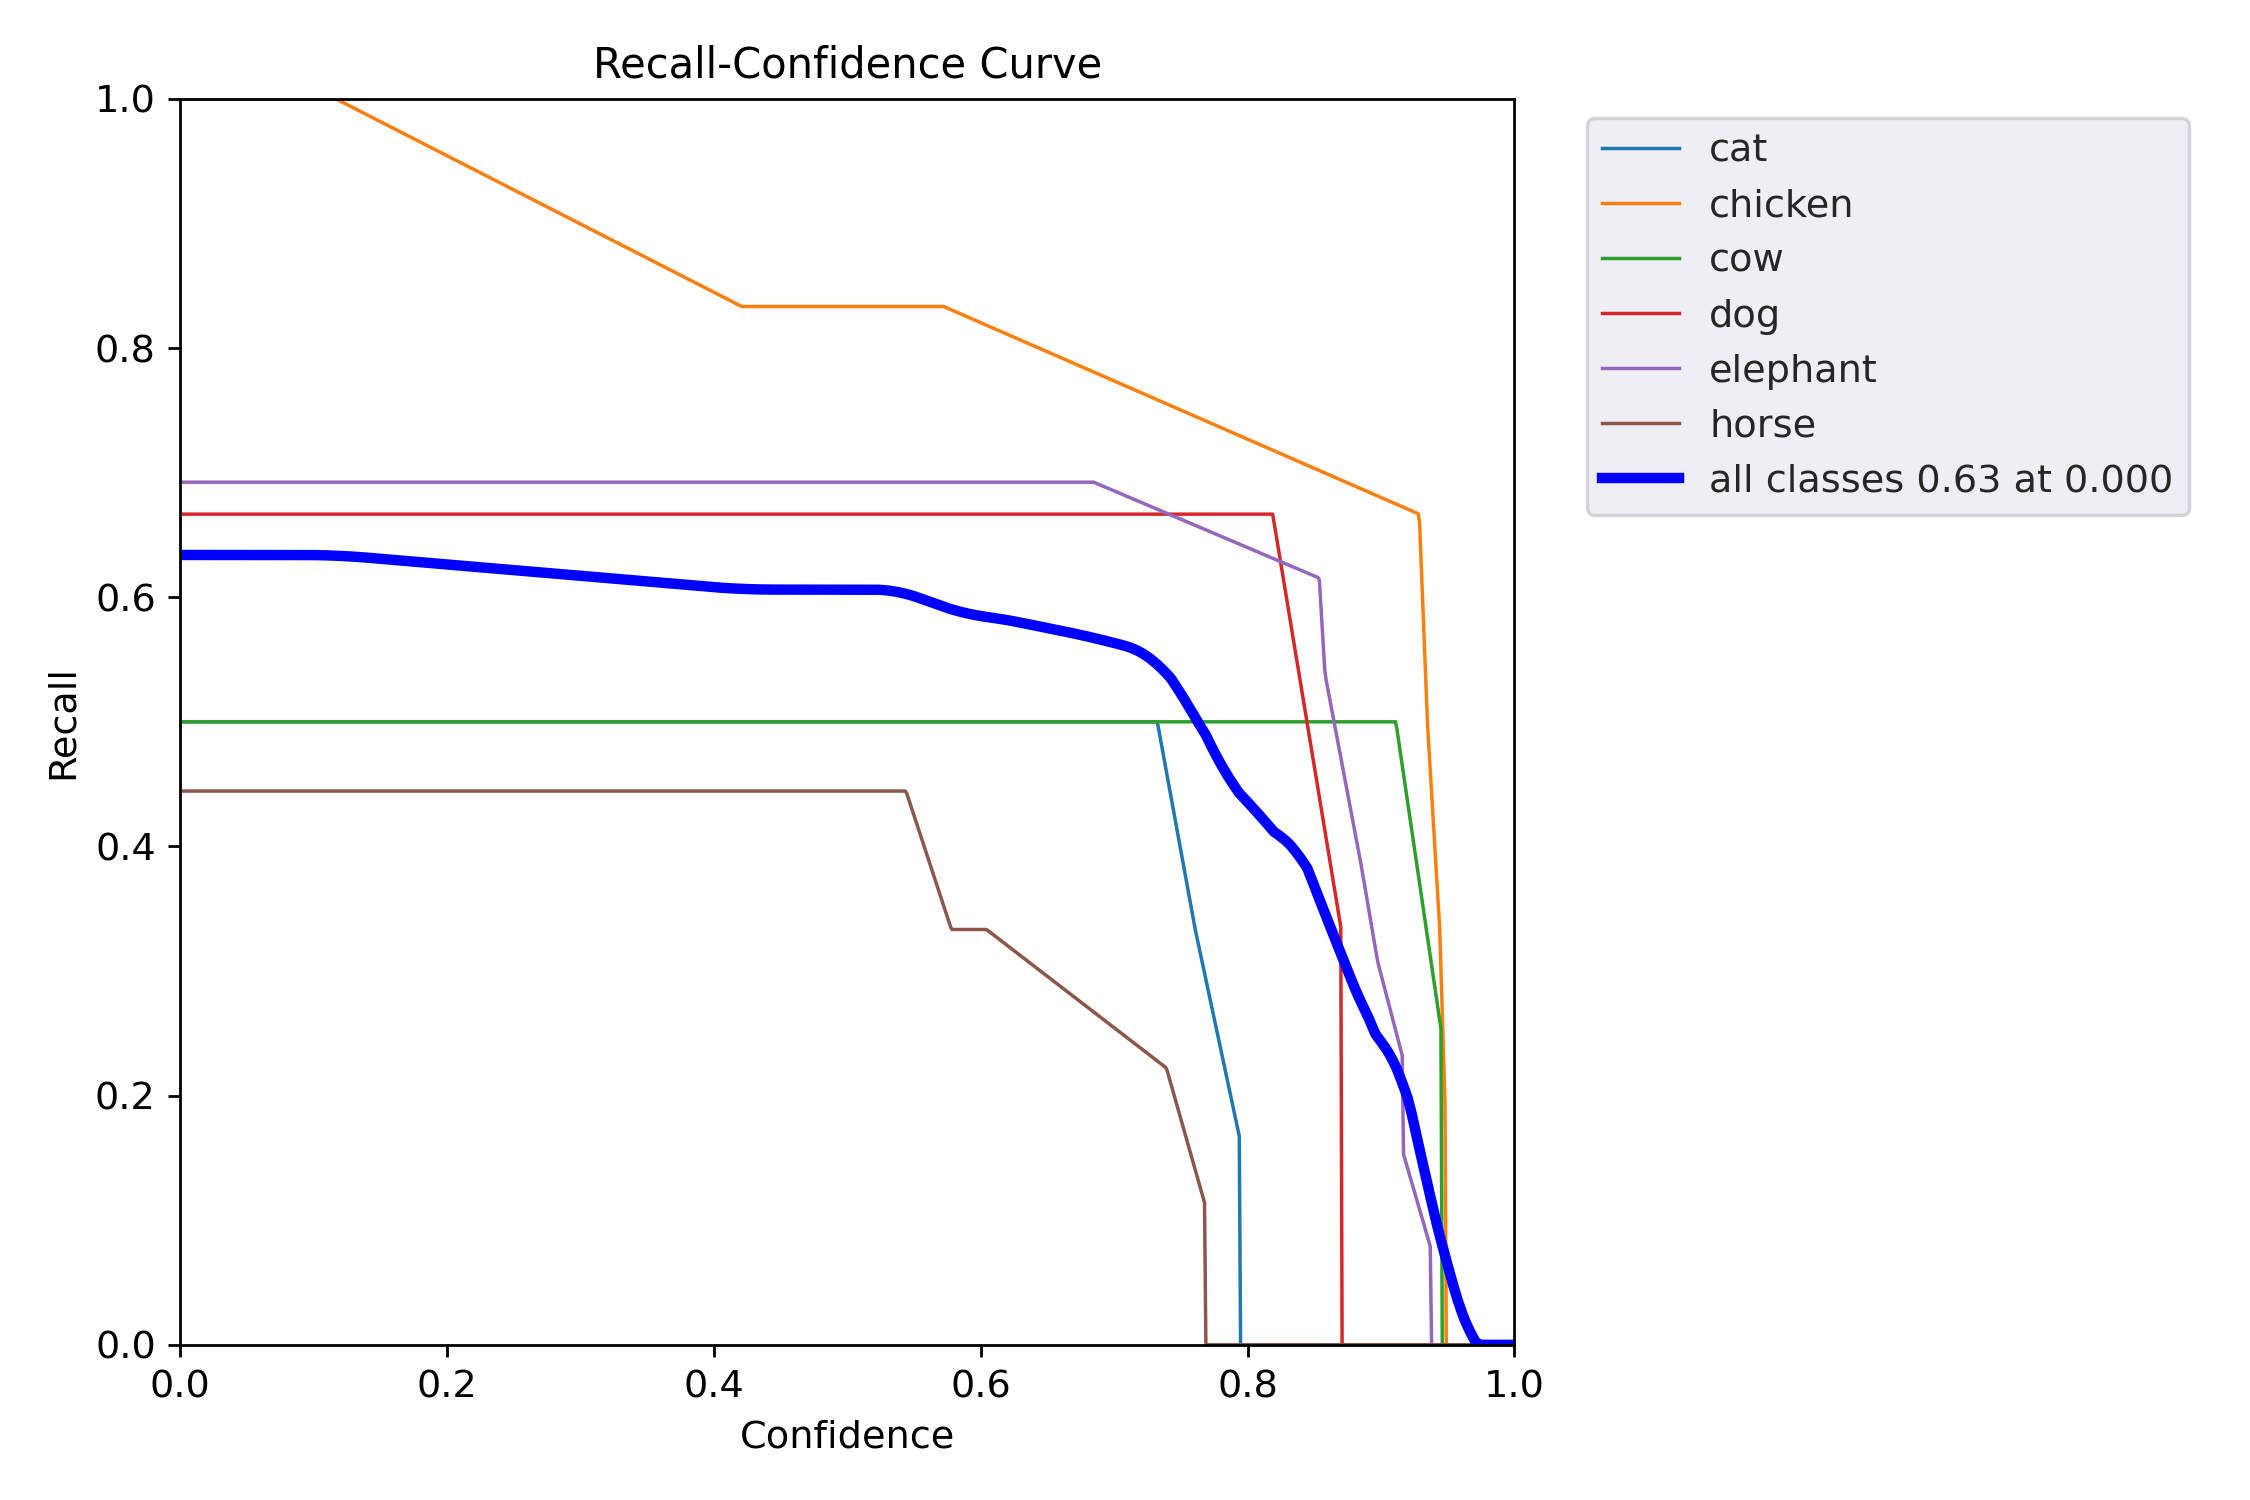 Recall-Confidence Curve
1.0
0.8
0.6
0.4
0.2
0.0
Recall
0.0 0.2 0.4 0.6 0.8 1.0
Confidence
cat
chicken
cow
dog
elephant
horse
all classes 0.63 at 0.000